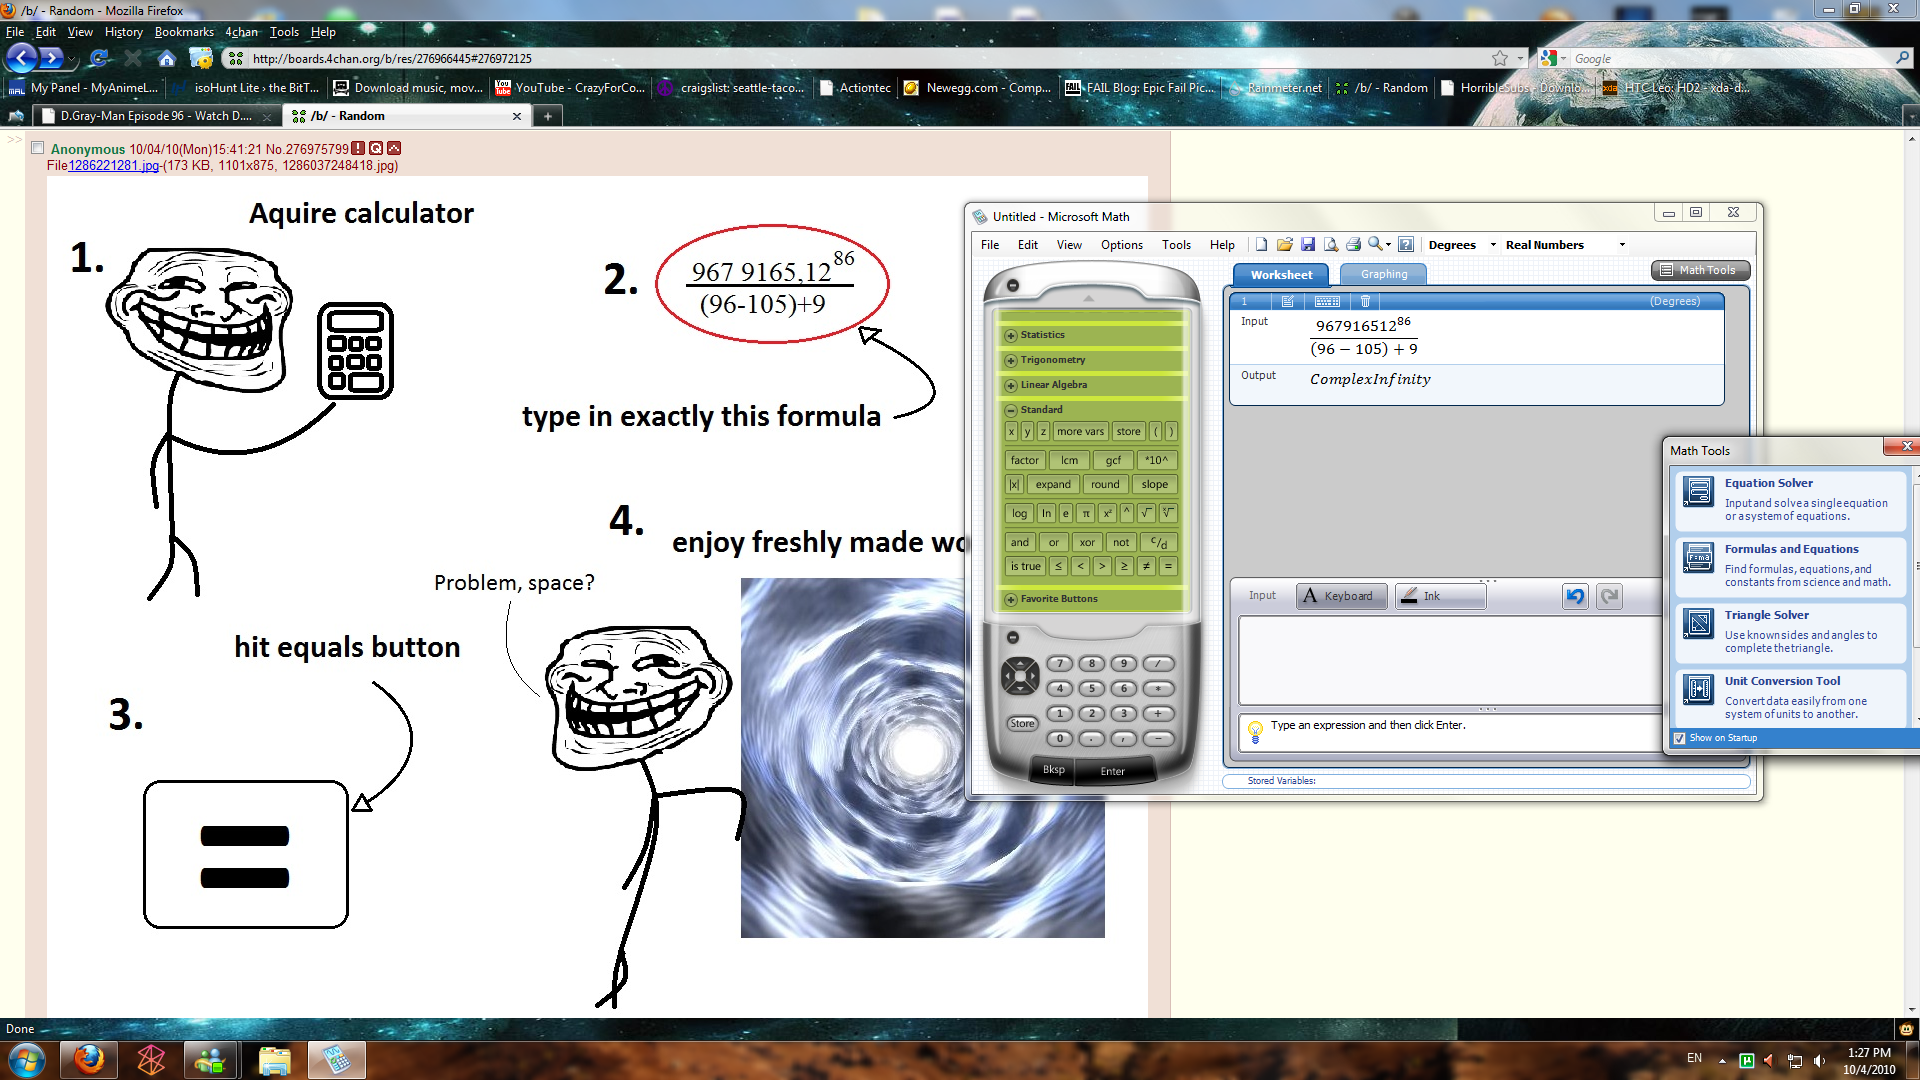 /b/ - Random - Mozilla Firefox
File Edit View History Bookmarks 4chan Tools Help
http://boards.4chan.org/b/res/276966445#276972125
Google
My Panel - MyAnimeL... isoHunt Lite › the BitT... Download music, mov... YouTube - CrazyForCo... craigslist: seattle-taco... Actiontec Newegg.com - Comp... FAIL Blog: Epic Fail Pic... Rainmeter.net /b/ - Random HorribleSubs - Downlo... HTC Leo: HD2 - xda-d...
D.Gray-Man Episode 96 - Watch D.... /b/ - Random
>> Anonymous 10/04/10(Mon)15:41:21 No.276975799
File1286221281.jpg-(173 KB, 1101x875, 1286037248418.jpg)
Aquire calculator
1.
2.
967 9165,12^86
(96-105)+9
type in exactly this formula
4.
enjoy freshly made wo
Problem, space?
hit equals button
3.
=
Untitled - Microsoft Math
File Edit View Options Tools Help Degrees Real Numbers
Worksheet Graphing Math Tools
1 (Degrees)
Input 967916512^86
(96 − 105) + 9
Output ComplexInfinity
Statistics
Trigonometry
Linear Algebra
Standard
x y z more vars store ( )
factor lcm gcf *10^
|x| expand round slope
log ln e π x² ^ √ ˣ√
and or xor not c/d
is true ≤ < > ≥ ≠ =
Favorite Buttons
7 8 9 /
4 5 6 *
1 2 3 +
Store
0 . , −
Bksp Enter
Input Keyboard Ink
Type an expression and then click Enter.
Stored Variables:
Math Tools
Equation Solver
Input and solve a single equation
or a system of equations.
Formulas and Equations
Find formulas, equations, and
constants from science and math.
Triangle Solver
Use known sides and angles to
complete the triangle.
Unit Conversion Tool
Convert data easily from one
system of units to another.
Show on Startup
Done
EN
1:27 PM
10/4/2010